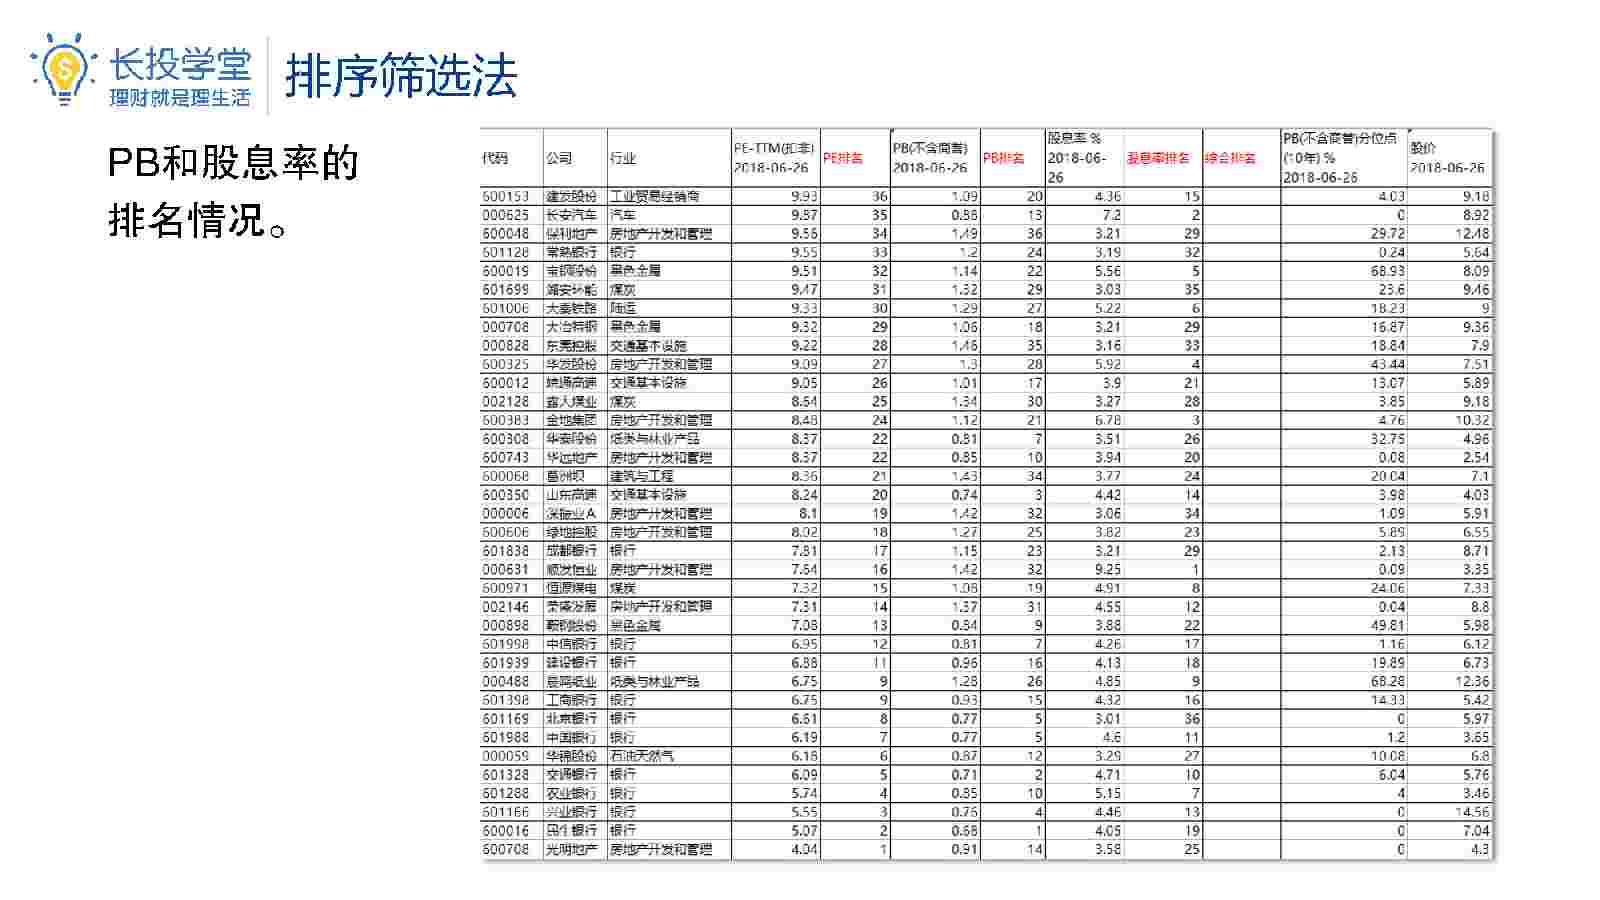 长投学堂
理财就是理生活
排序筛选法
PB和股息率的
排名情况。
代码 公司 行业 PE-TTM(扣非) 2018-06-26 PE排名 PB(不含商誉) 2018-06-26 PB排名 股息率 % 2018-06-26 股息率排名 综合排名 PB(不含商誉)分位点(10年) % 2018-06-26 股价 2018-06-26
600153 建发股份 工业贸易经销商 9.93 36 1.09 20 4.36 15 4.03 9.18
000625 长安汽车 汽车 9.87 35 0.88 13 7.2 2 0 8.92
600048 保利地产 房地产开发和管理 9.56 34 1.49 36 3.21 29 29.72 12.48
601128 常熟银行 银行 9.55 33 1.2 24 3.19 32 0.24 5.64
600019 宝钢股份 黑色金属 9.51 32 1.14 22 5.56 5 68.93 8.09
601699 潞安环能 煤炭 9.47 31 1.32 29 3.03 35 23.6 9.46
601006 大秦铁路 陆运 9.33 30 1.29 27 5.22 6 18.23 9
000708 大冶特钢 黑色金属 9.32 29 1.06 18 3.21 29 16.87 9.36
000828 东莞控股 交通基本设施 9.22 28 1.46 35 3.16 33 18.84 7.9
600325 华发股份 房地产开发和管理 9.09 27 1.3 28 5.92 4 43.44 7.51
600012 皖通高速 交通基本设施 9.05 26 1.01 17 3.9 21 13.07 5.89
002128 露天煤业 煤炭 8.64 25 1.34 30 3.27 28 3.85 9.18
600383 金地集团 房地产开发和管理 8.48 24 1.12 21 6.78 3 4.76 10.32
600308 华泰股份 纸类与林业产品 8.37 22 0.81 7 3.51 26 32.75 4.96
600743 华远地产 房地产开发和管理 8.37 22 0.85 10 3.94 20 0.08 2.54
600068 葛洲坝 建筑与工程 8.36 21 1.43 34 3.77 24 20.04 7.1
600350 山东高速 交通基本设施 8.24 20 0.74 3 4.42 14 3.98 4.03
000006 深振业A 房地产开发和管理 8.1 19 1.42 32 3.06 34 1.09 5.91
600606 绿地控股 房地产开发和管理 8.02 18 1.27 25 3.82 23 5.89 6.55
601838 成都银行 银行 7.81 17 1.15 23 3.21 29 2.13 8.71
000631 顺发恒业 房地产开发和管理 7.64 16 1.42 32 9.25 1 0.09 3.35
600971 恒源煤电 煤炭 7.32 15 1.08 19 4.91 8 24.06 7.33
002146 荣盛发展 房地产开发和管理 7.31 14 1.37 31 4.55 12 0.04 8.8
000898 鞍钢股份 黑色金属 7.08 13 0.84 9 3.88 22 49.81 5.98
601998 中信银行 银行 6.95 12 0.81 7 4.26 17 1.16 6.12
601939 建设银行 银行 6.88 11 0.96 16 4.13 18 19.89 6.73
000488 晨鸣纸业 纸类与林业产品 6.75 9 1.28 26 4.85 9 68.28 12.36
601398 工商银行 银行 6.75 9 0.93 15 4.32 16 14.33 5.42
601169 北京银行 银行 6.61 8 0.77 5 3.01 36 0 5.97
601988 中国银行 银行 6.19 7 0.77 5 4.6 11 1.2 3.65
000059 华锦股份 石油天然气 6.18 6 0.87 12 3.29 27 10.08 6.8
601328 交通银行 银行 6.09 5 0.71 2 4.71 10 6.04 5.76
601288 农业银行 银行 5.74 4 0.85 10 5.15 7 4 3.46
601166 兴业银行 银行 5.55 3 0.76 4 4.46 13 0 14.56
600016 民生银行 银行 5.07 2 0.68 1 4.05 19 0 7.04
600708 光明地产 房地产开发和管理 4.04 1 0.91 14 3.58 25 0 4.3